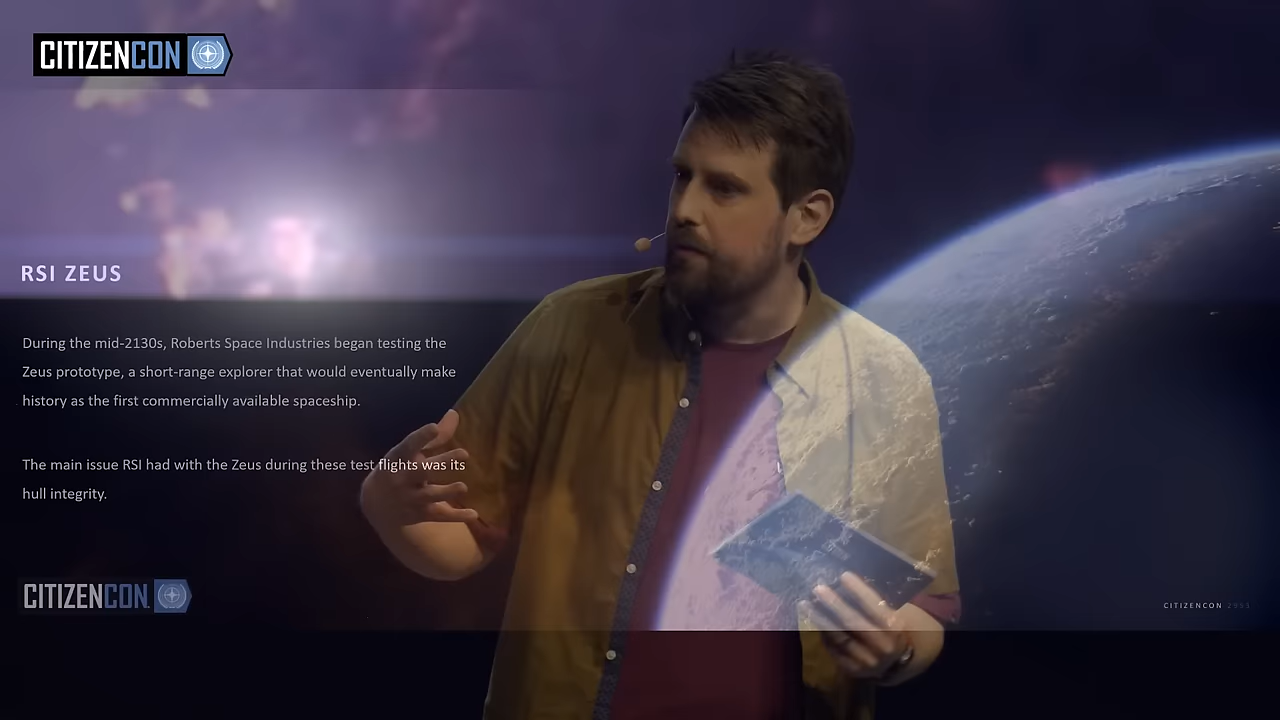 CITIZENCON
RSI ZEUS
During the mid-2130s, Roberts Space Industries began testing the
Zeus prototype, a short-range explorer that would eventually make
history as the first commercially available spaceship.
The main issue RSI had with the Zeus during these test flights was its
hull integrity.
CITIZENCON
CITIZENCON